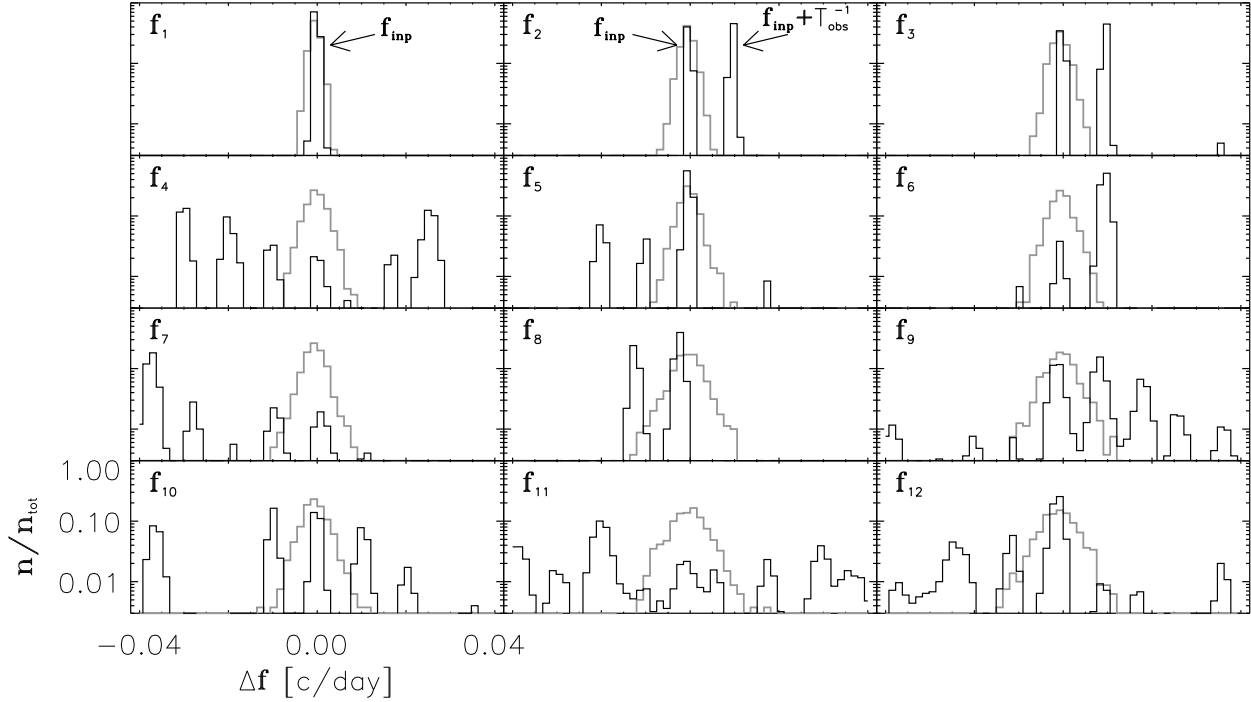 f1 f_inp
f2 f_inp f_inp+T_obs^-1
f3
f4
f5
f6
f7
f8
f9
f10
f11
f12
1.00
0.10
0.01
n/n_tot
−0.04 0.00 0.04
Δf [c/day]